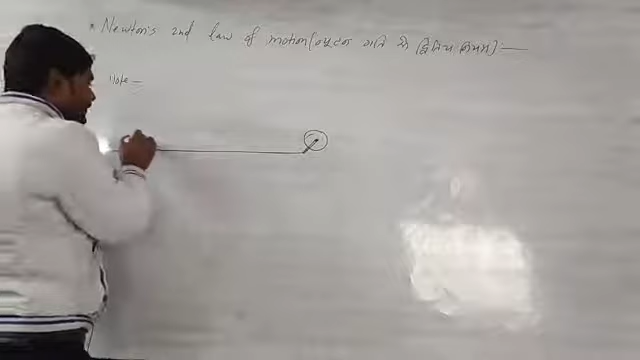 * Newton's 2nd law of motion (न्यूटन गति के द्वितीय नियम) :—
Note —